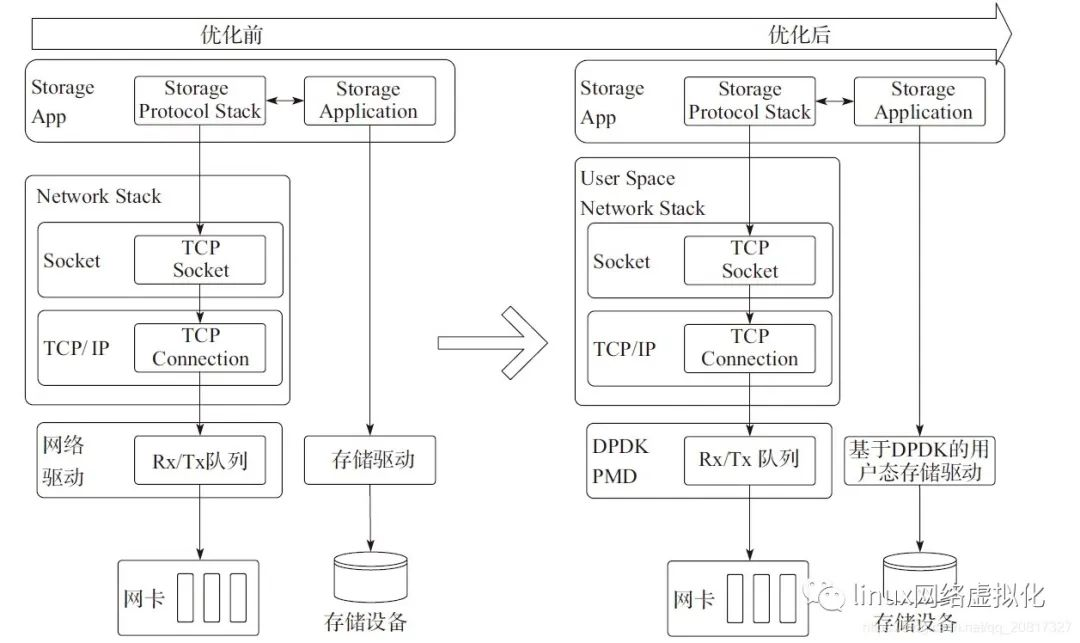 优化前
优化后
Storage
App
Storage
Protocol Stack
Storage
Application
Network Stack
Socket
TCP
Socket
TCP/ IP
TCP
Connection
网络
驱动
Rx/Tx队列
存储驱动
网卡
存储设备
Storage
App
Storage
Protocol Stack
Storage
Application
User Space
Network Stack
Socket
TCP
Socket
TCP/IP
TCP
Connection
DPDK
PMD
Rx/Tx 队列
基于DPDK的用
户态存储驱动
网卡
存储设备
linux网络虚拟化